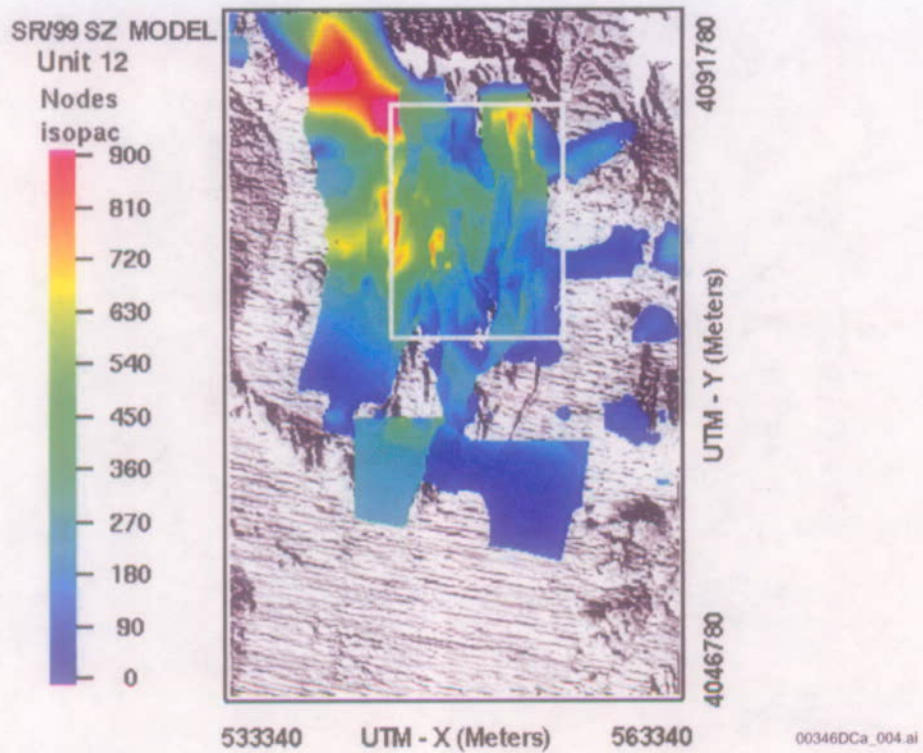 SR/99 SZ MODEL
Unit 12
Nodes
isopac
900
810
720
630
540
450
360
270
180
90
0
4091780
UTM - Y (Meters)
4046780
533340 UTM - X (Meters) 563340
00346DCa_004.ai